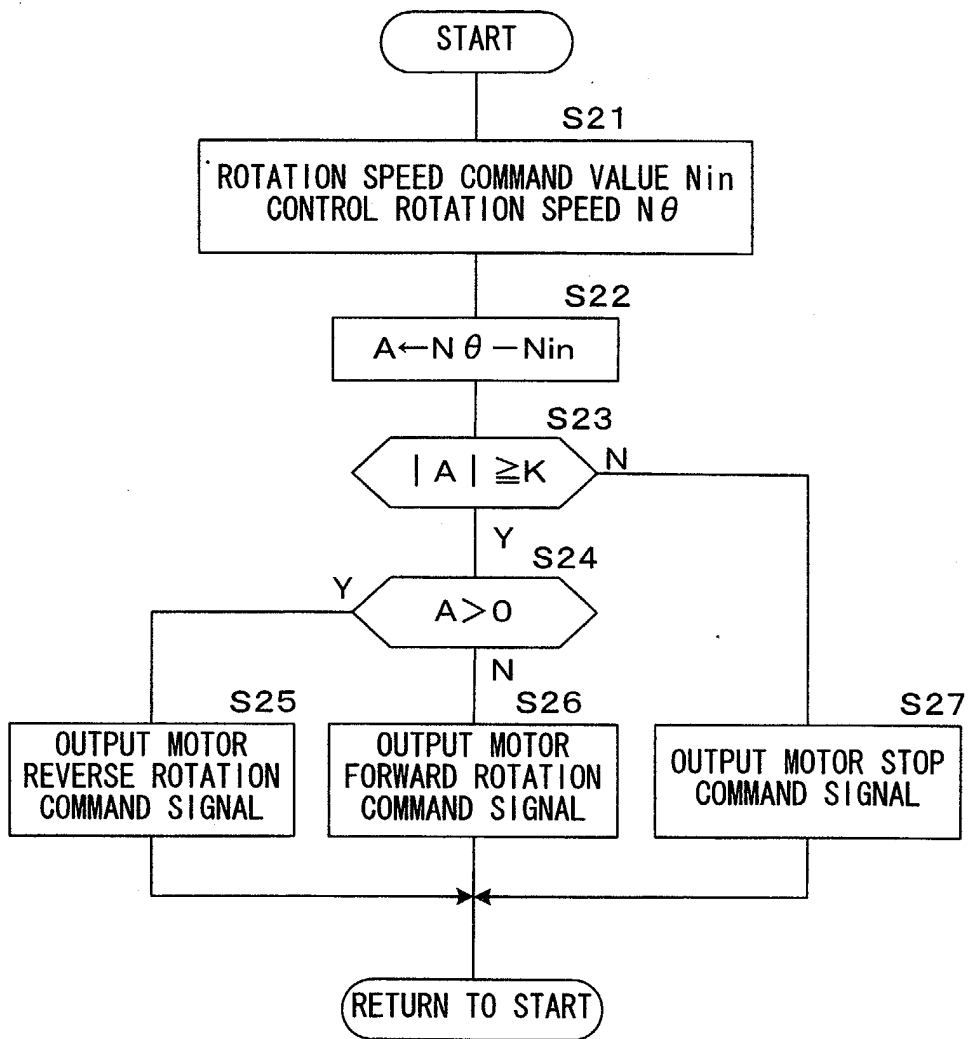 START
S21
ROTATION SPEED COMMAND VALUE Nin
CONTROL ROTATION SPEED Nθ
S22
A←Nθ−Nin
S23
|A|≧K
N
Y
S24
Y
A>0
N
S25
OUTPUT MOTOR
REVERSE ROTATION
COMMAND SIGNAL
S26
OUTPUT MOTOR
FORWARD ROTATION
COMMAND SIGNAL
S27
OUTPUT MOTOR STOP
COMMAND SIGNAL
RETURN TO START